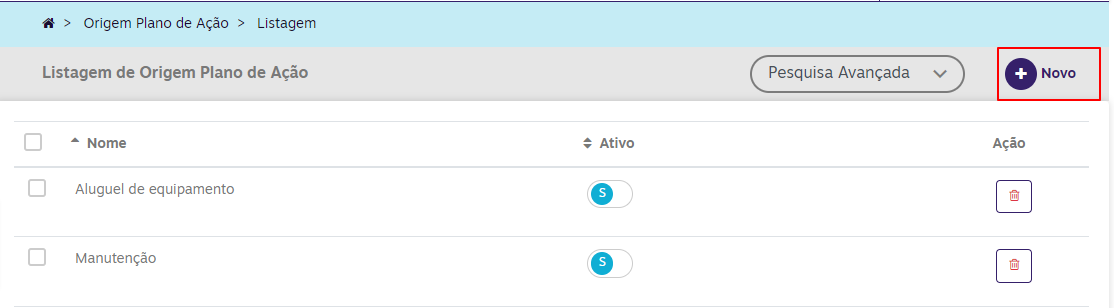 > Origem Plano de Ação > Listagem
Listagem de Origem Plano de Ação
Pesquisa Avançada
Novo
Nome
Ativo
Ação
Aluguel de equipamento
S
Manutenção
S